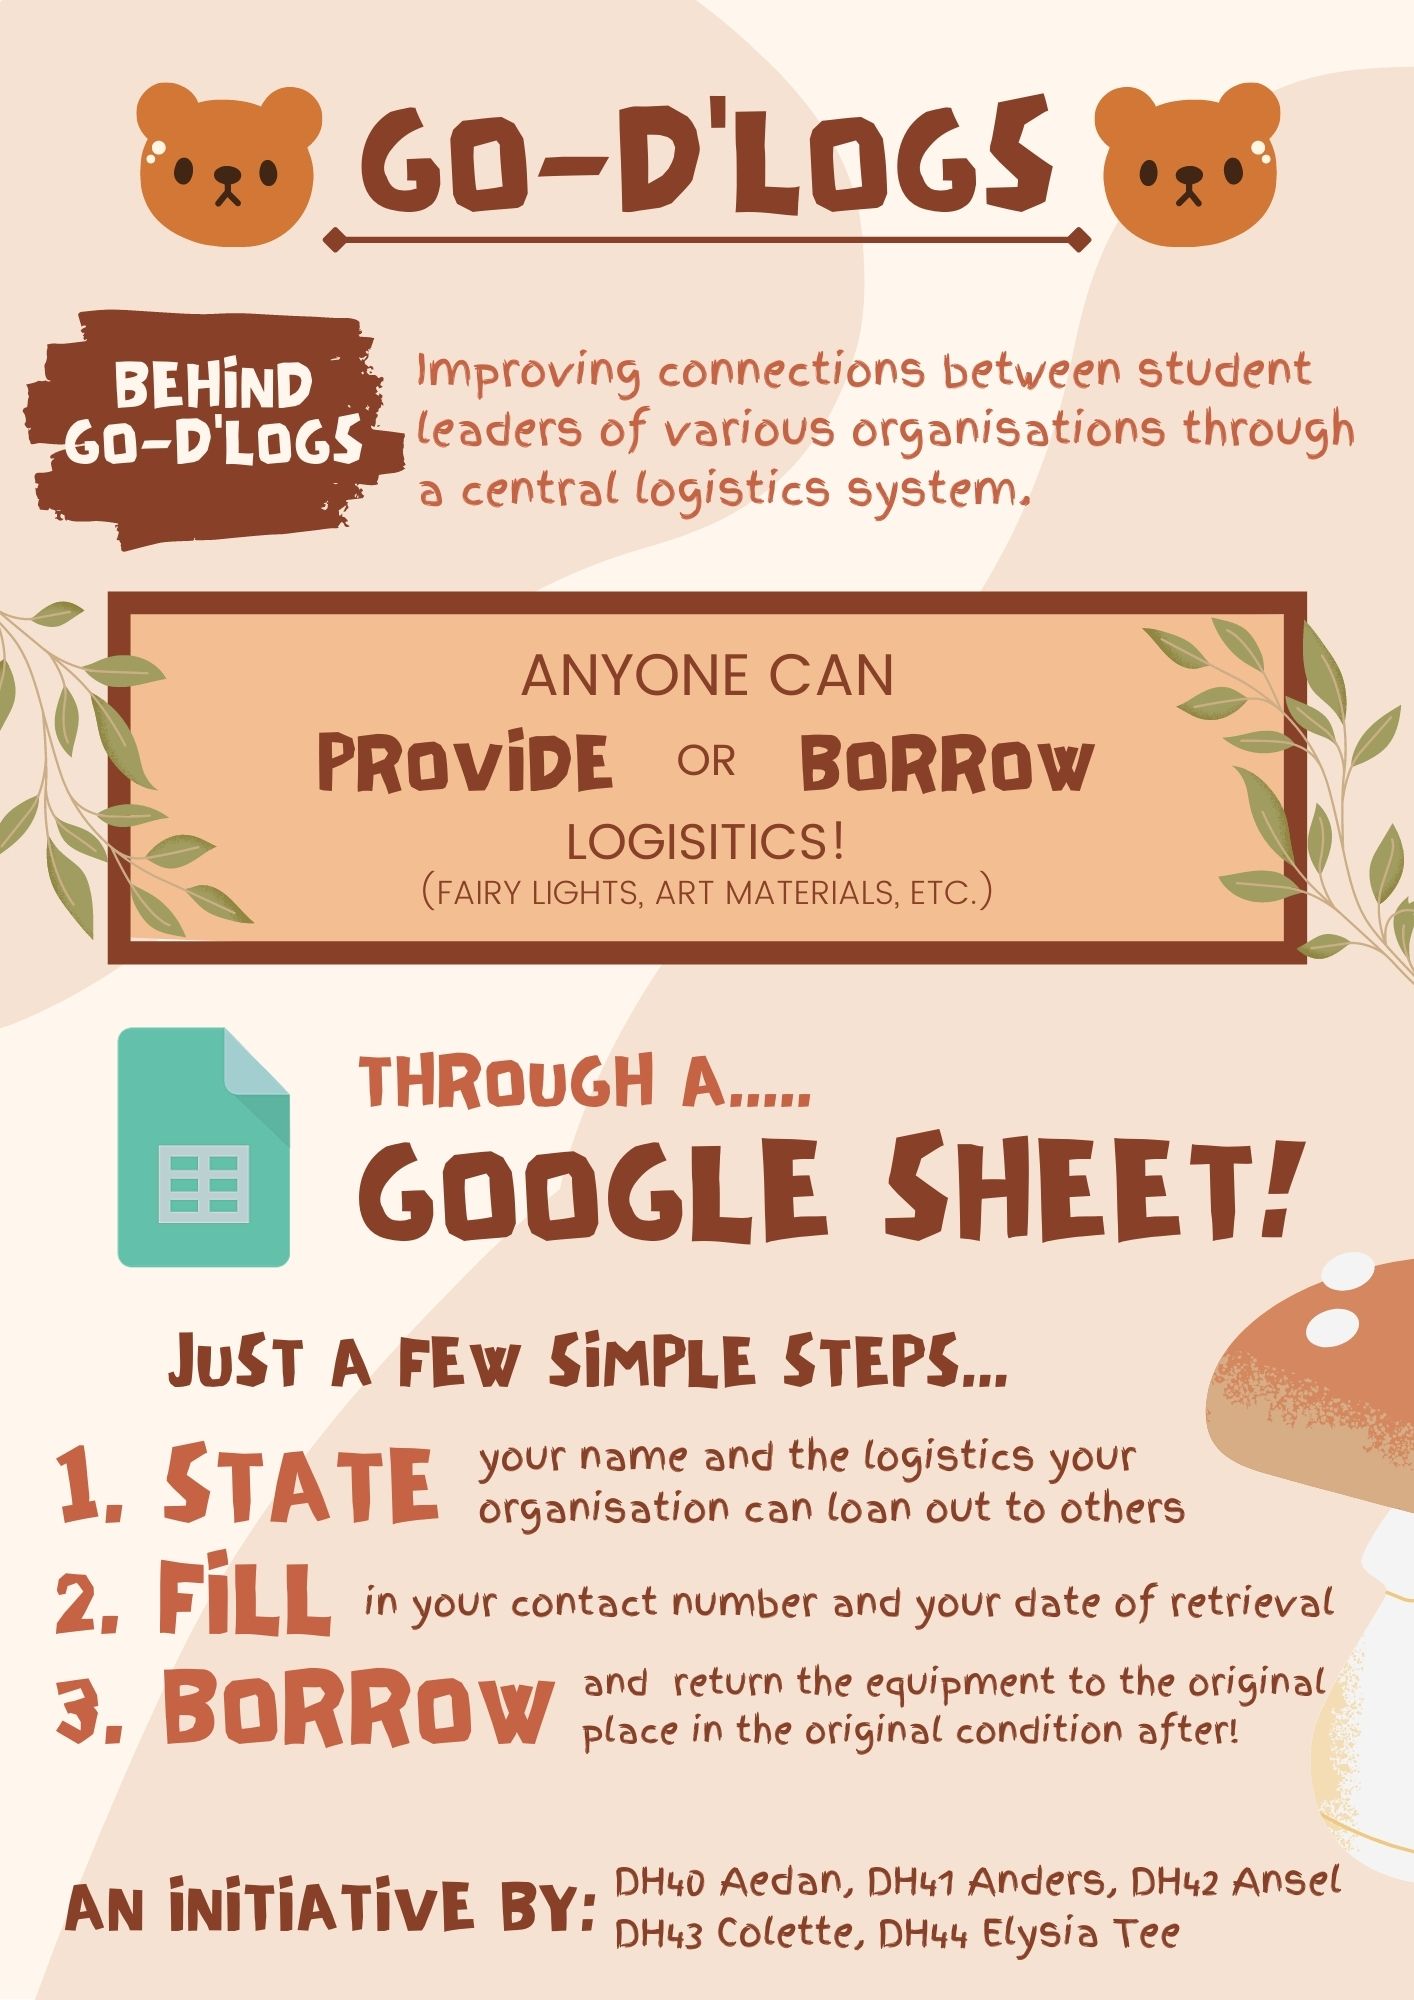 GO-D'LOGS
BEHIND
GO-D'LOGS
Improving connections between student
leaders of various organisations through
a central logistics system.
ANYONE CAN
PROVIDE OR BORROW
LOGISITICS!
(FAIRY LIGHTS, ART MATERIALS, ETC.)
THROUGH A.....
GOOGLE SHEET!
JUST A FEW SIMPLE STEPS...
1. STATE your name and the logistics your
organisation can loan out to others
2. FILL in your contact number and your date of retrieval
3. BORROW and return the equipment to the original
place in the original condition after!
AN INITIATIVE BY: DH40 Aedan, DH41 Anders, DH42 Ansel
DH43 Colette, DH44 Elysia Tee